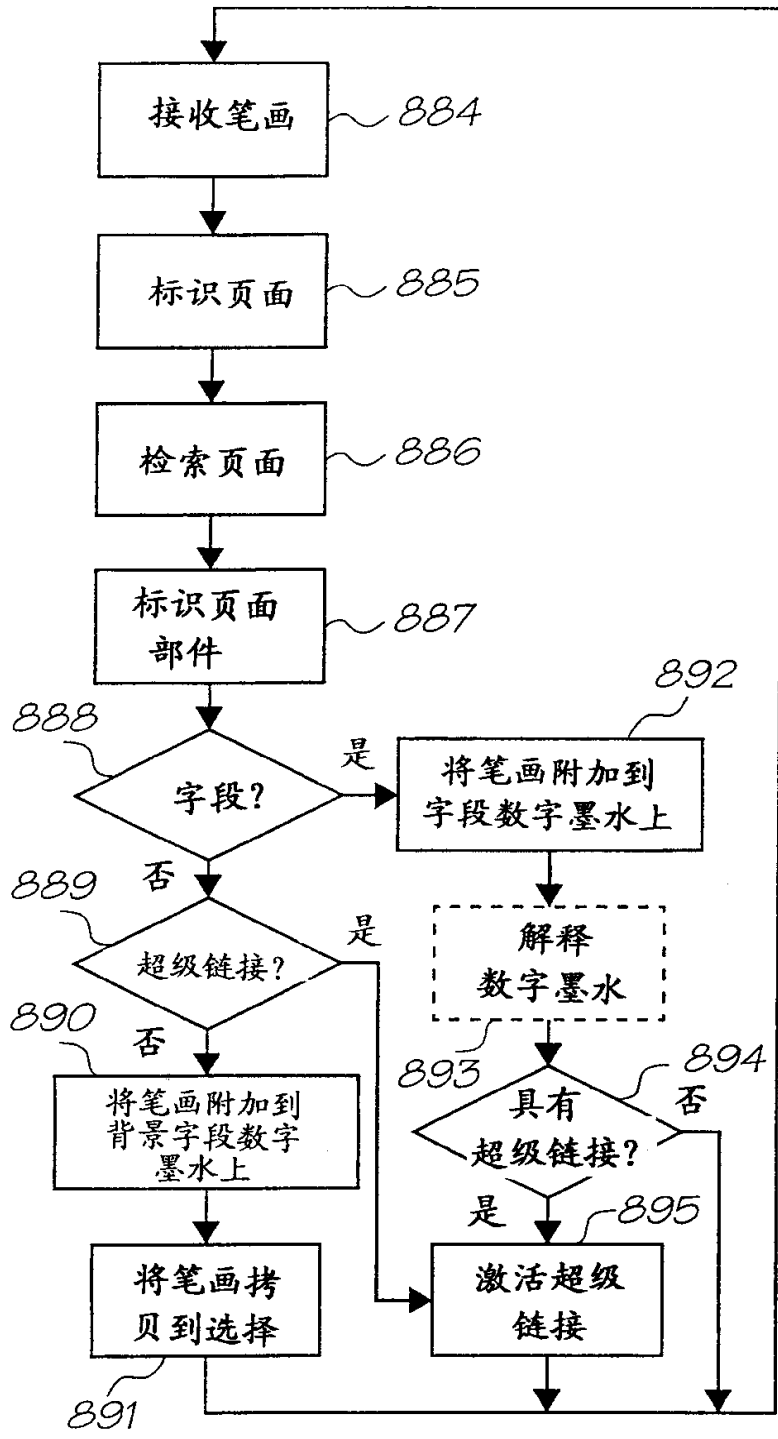 接收笔画
884
标识页面
885
检索页面
886
标识页面
部件
887
888
字段?
是
892
将笔画附加到
字段数字墨水上
否
889
超级链接?
是
解释
数字墨水
893
890
否
将笔画附加到
背景字段数字
墨水上
894
具有
超级链接?
否
是
895
将笔画拷
贝到选择
891
激活超级
链接